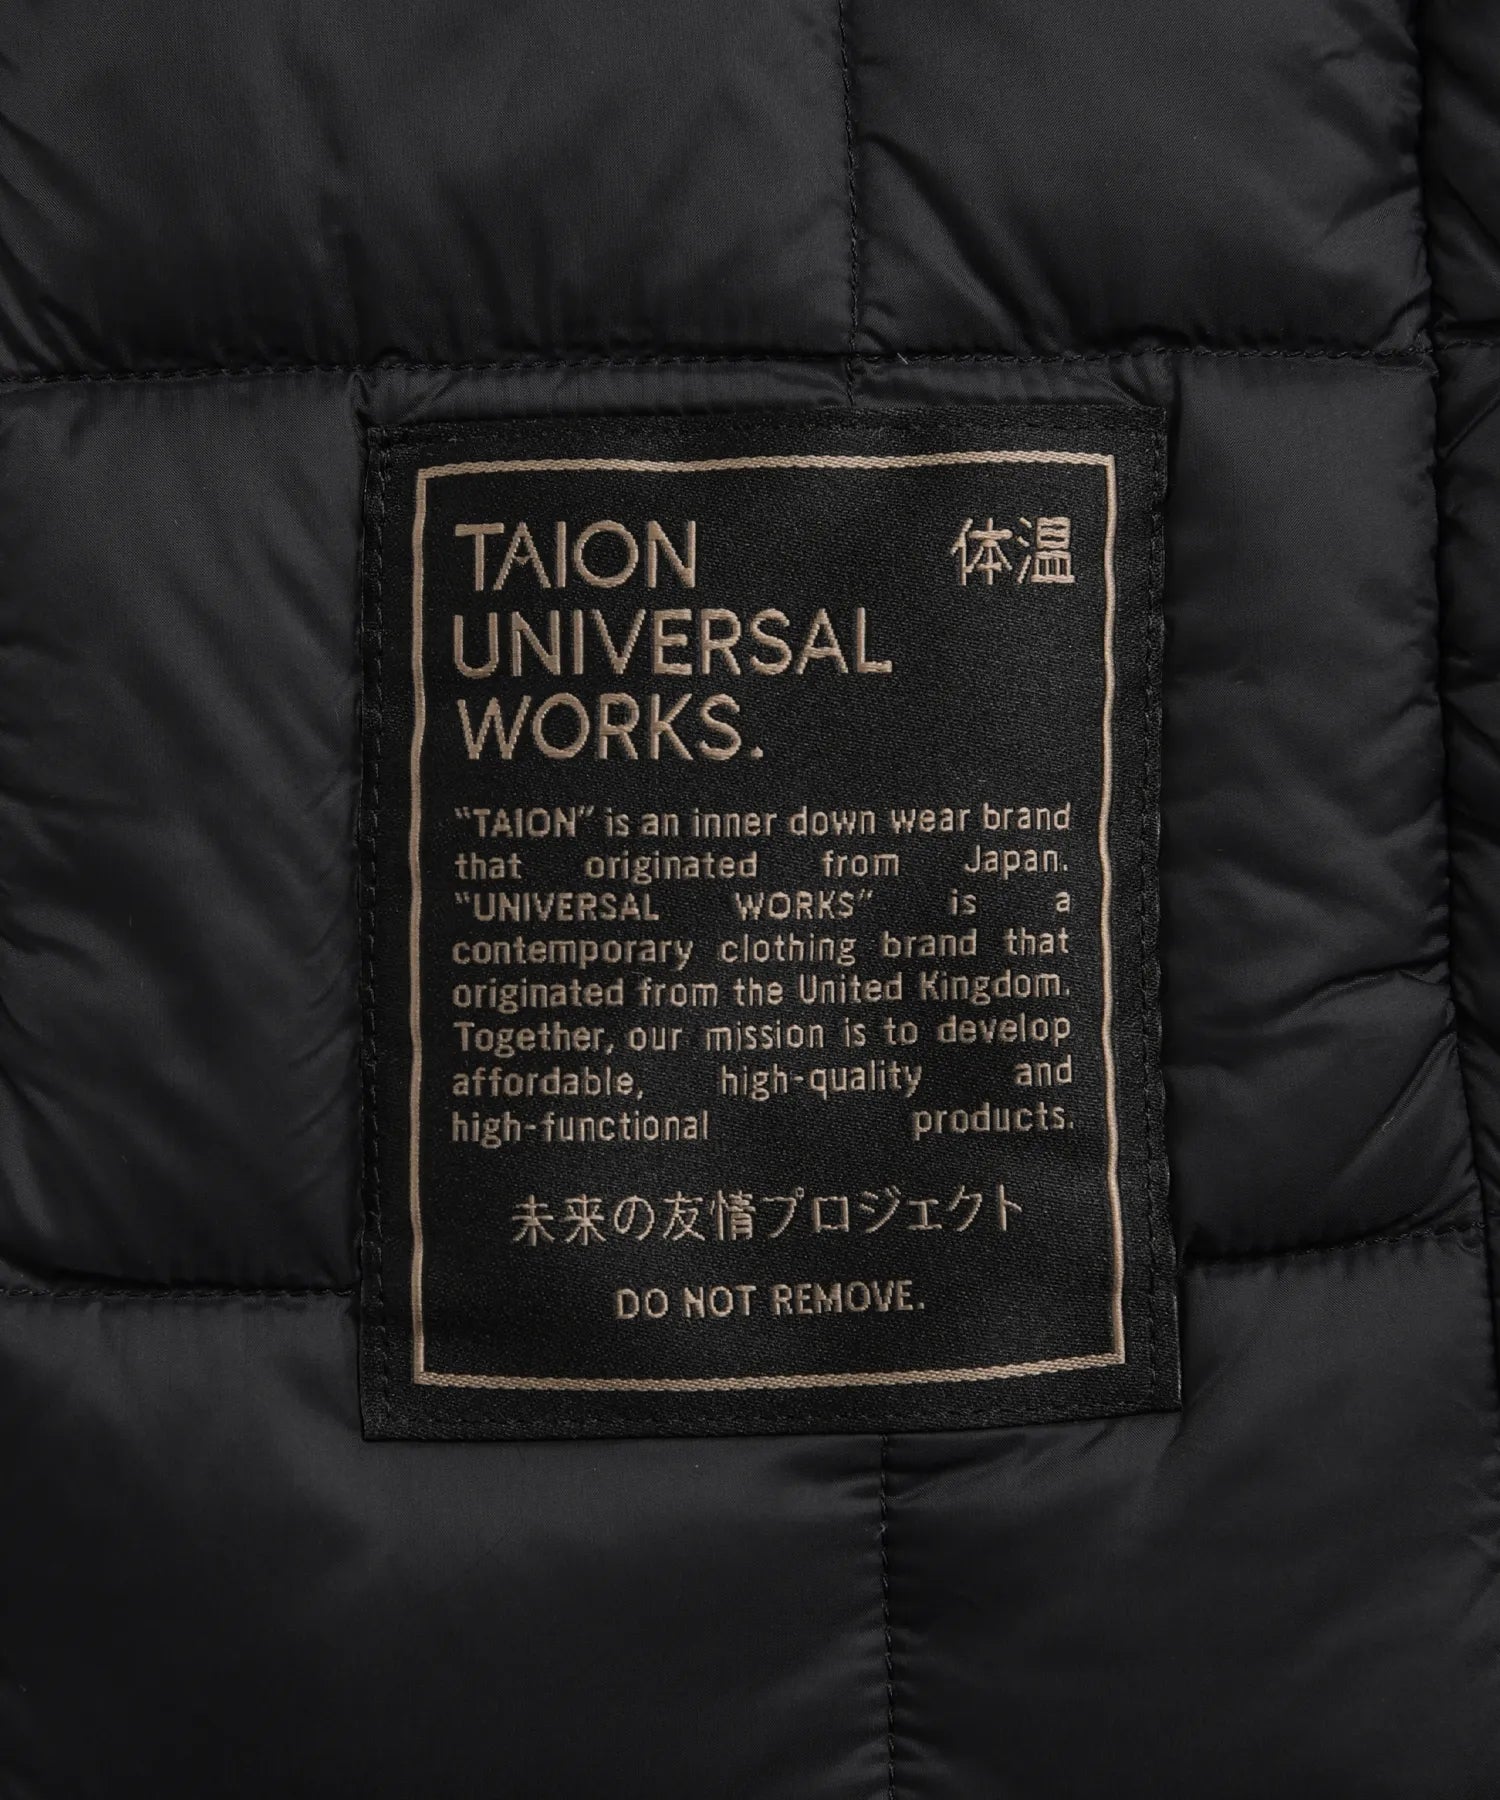 TAION 体温
UNIVERSAL
WORKS.
"TAION" is an inner down wear brand
that originated from Japan.
"UNIVERSAL WORKS" is a
contemporary clothing brand that
originated from the United Kingdom.
Together, our mission is to develop
affordable, high-quality and
high-functional products.
未来の友情プロジェクト
DO NOT REMOVE.